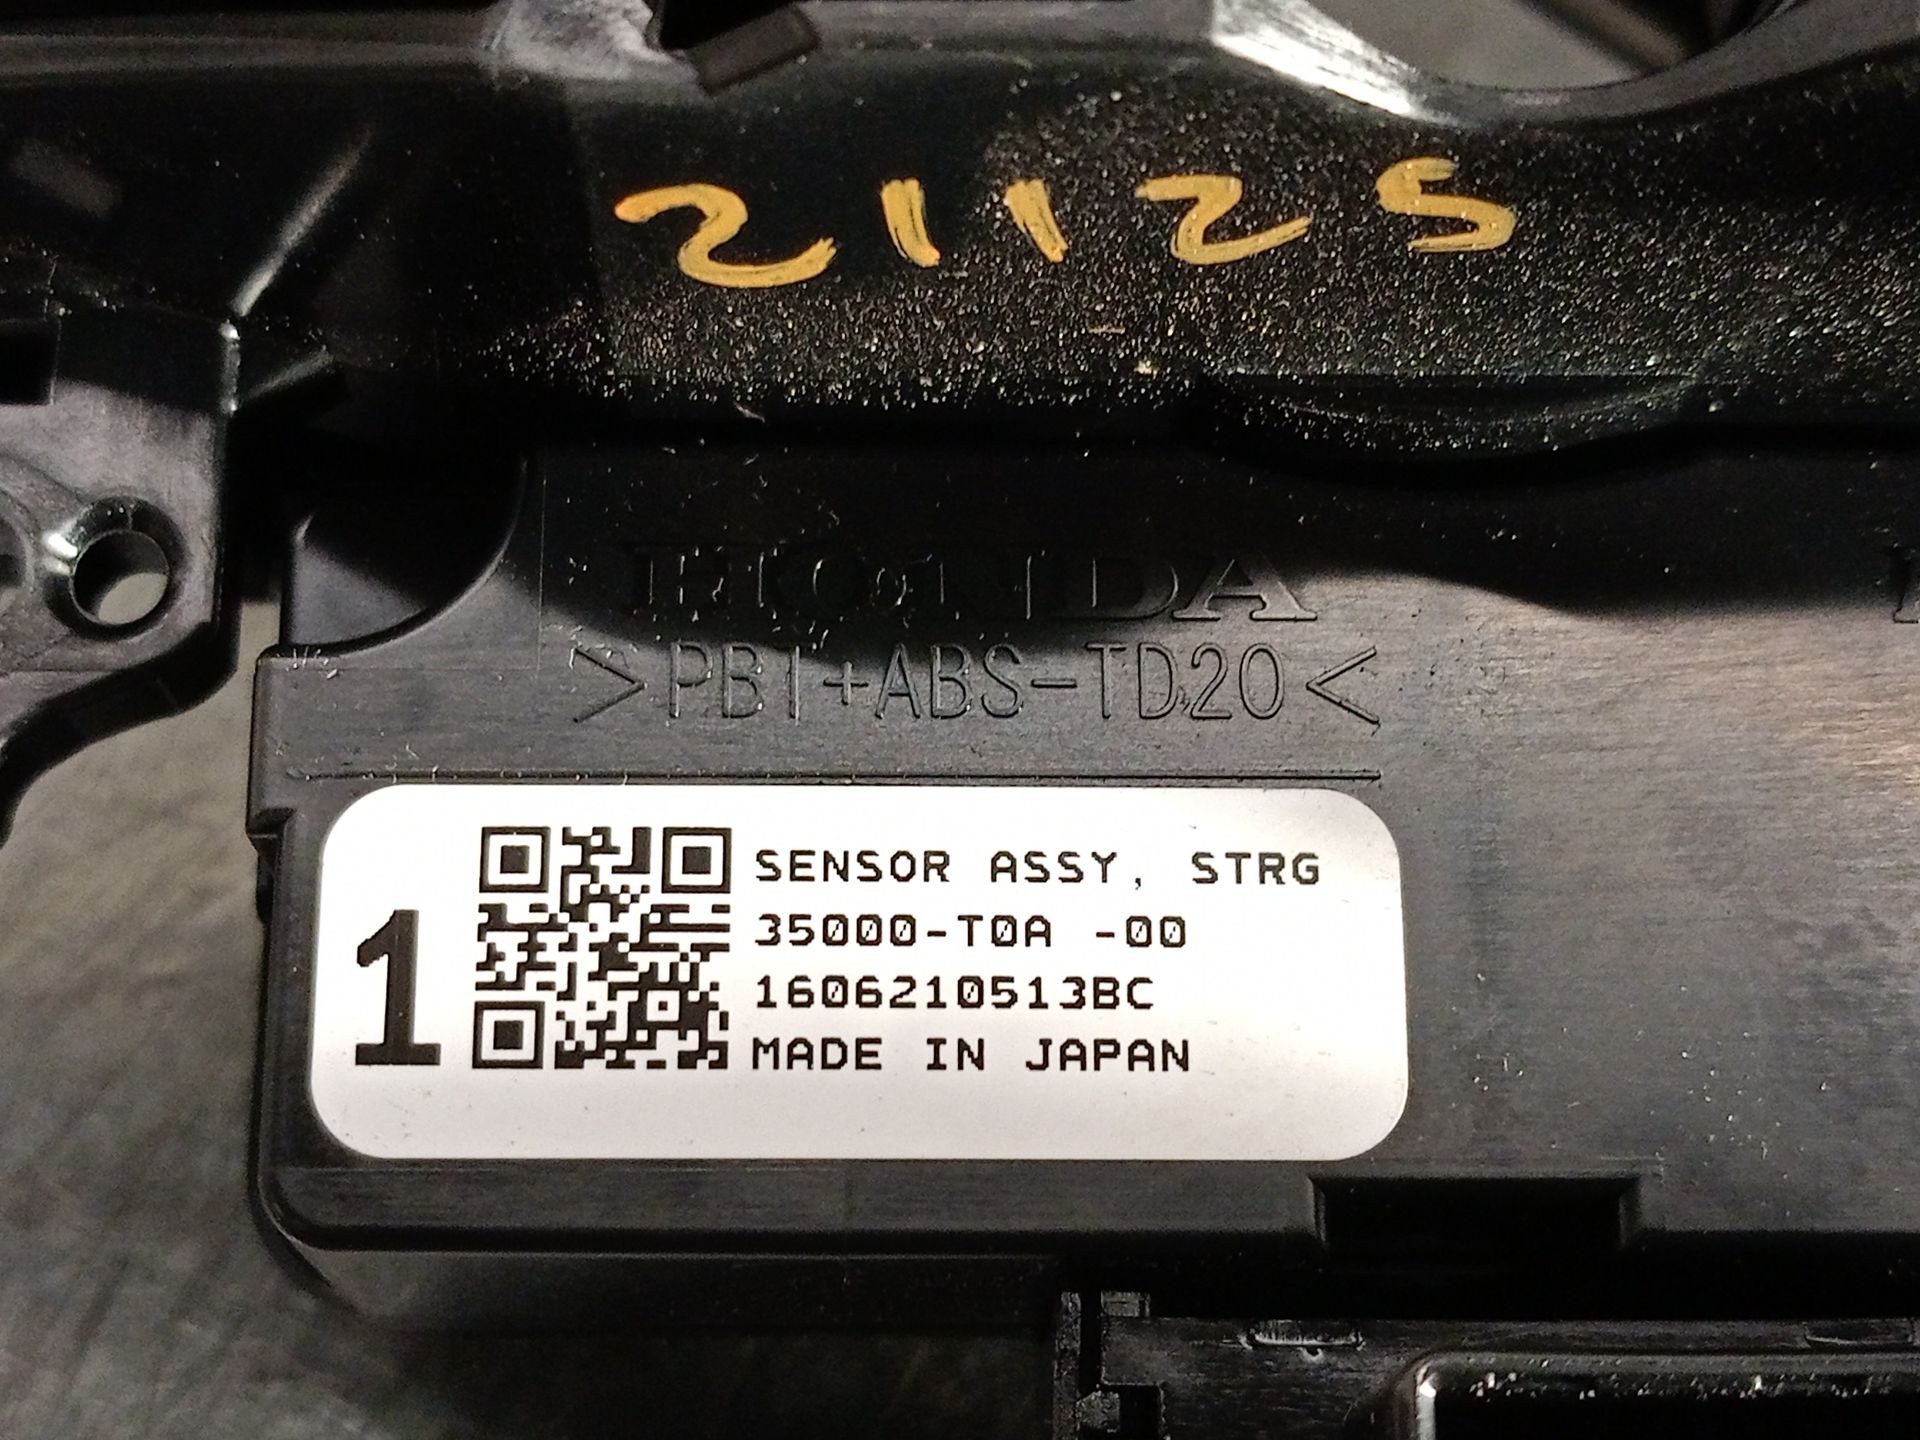 21125
HONDA
>PBT+ABS-TD20<
1
SENSOR ASSY, STRG
35000-T0A -00
1606210513BC
MADE IN JAPAN